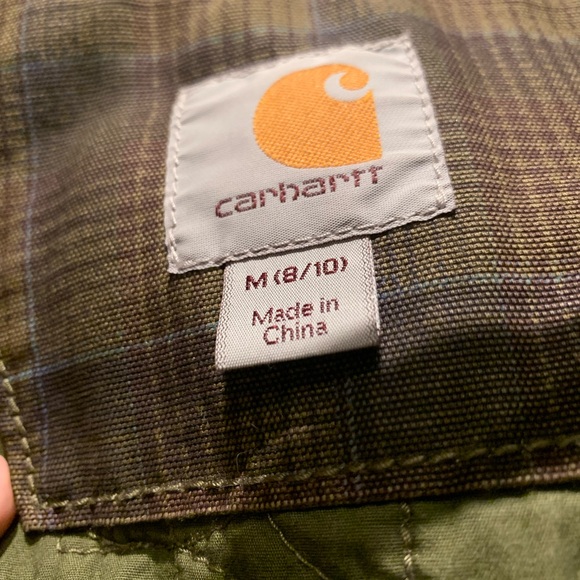 carhartt
M (8/10)
Made in
China